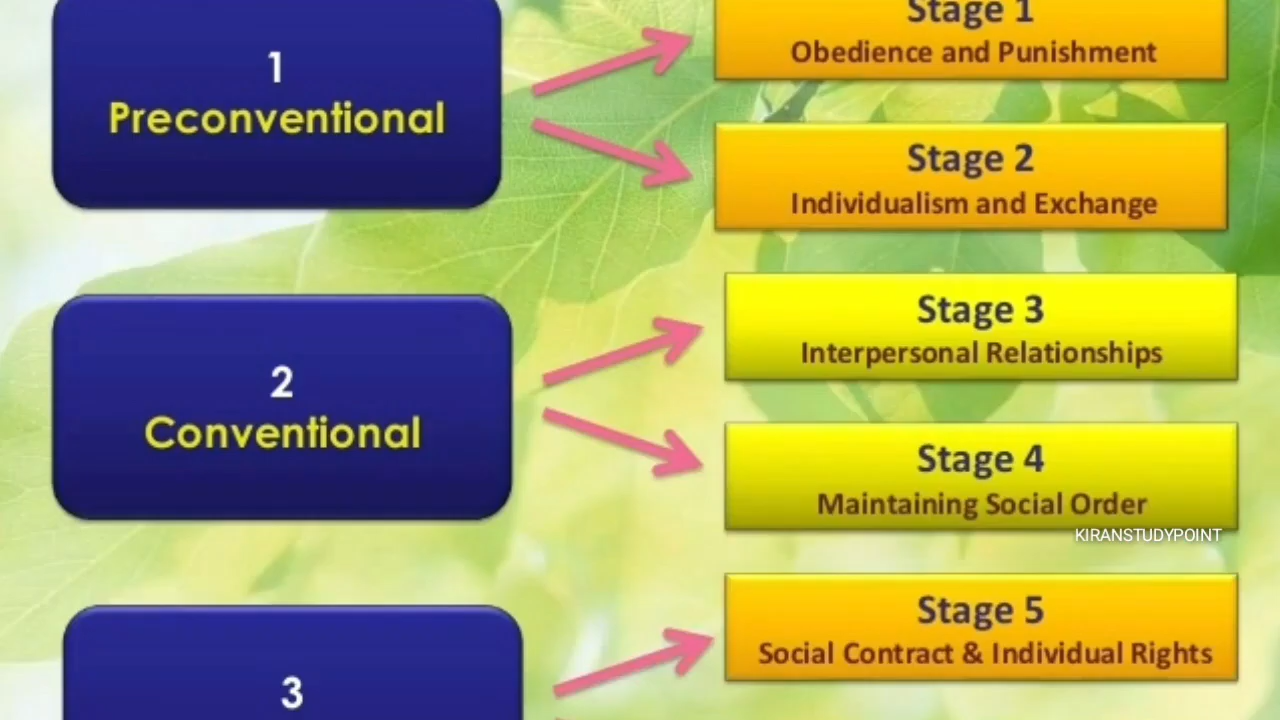 1
Preconventional
Stage 1
Obedience and Punishment
Stage 2
Individualism and Exchange
2
Conventional
Stage 3
Interpersonal Relationships
Stage 4
Maintaining Social Order
KIRANSTUDYPOINT
3
Stage 5
Social Contract & Individual Rights